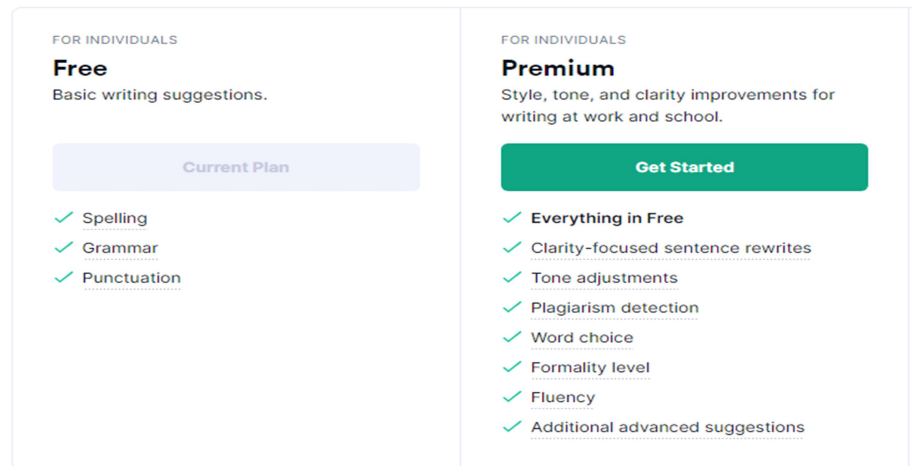 FOR INDIVIDUALS
Free
Basic writing suggestions.
Current Plan
Spelling
Grammar
Punctuation
FOR INDIVIDUALS
Premium
Style, tone, and clarity improvements for
writing at work and school.
Get Started
Everything in Free
Clarity-focused sentence rewrites
Tone adjustments
Plagiarism detection
Word choice
Formality level
Fluency
Additional advanced suggestions